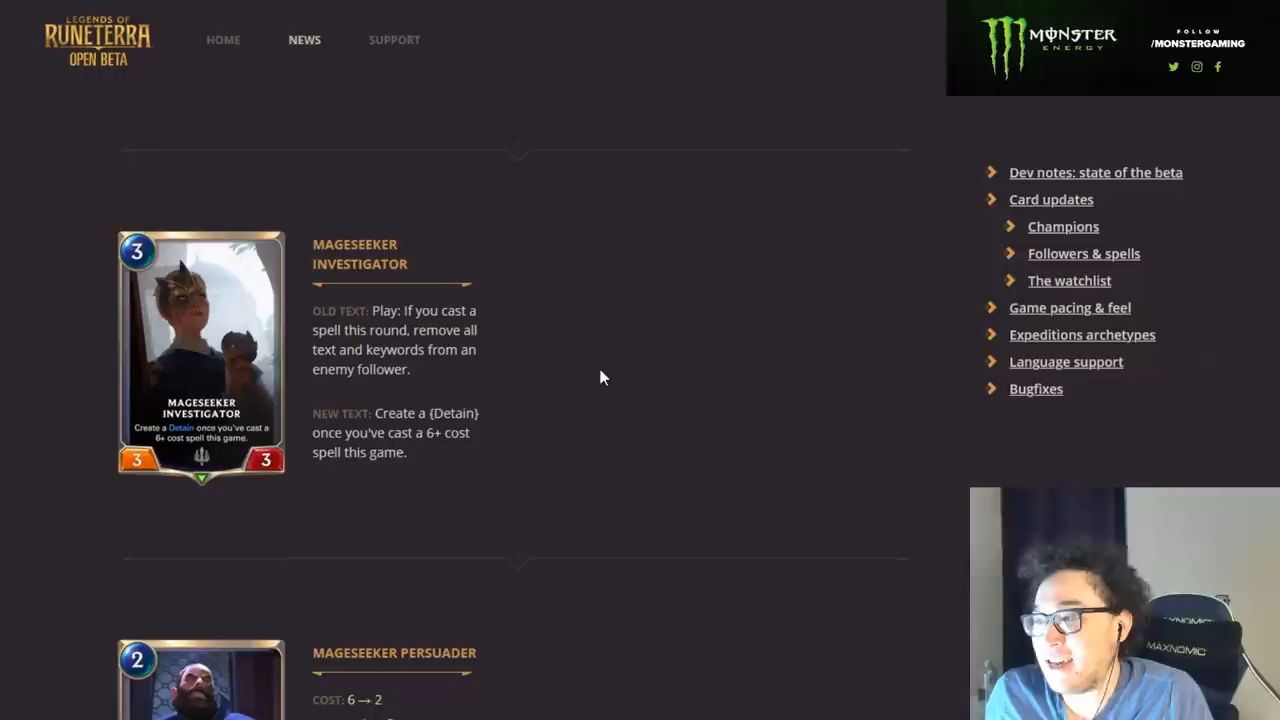 LEGENDS OF
RUNETERRA
OPEN BETA
HOME
NEWS
SUPPORT
MONSTER
ENERGY
FOLLOW
/MONSTERGAMING
Dev notes: state of the beta
Card updates
Champions
Followers & spells
The watchlist
Game pacing & feel
Expeditions archetypes
Language support
Bugfixes
3
MAGESEEKER
INVESTIGATOR
Create a Detain once you've cast a
6+ cost spell this game.
3
3
MAGESEEKER
INVESTIGATOR
OLD TEXT: Play: If you cast a
spell this round, remove all
text and keywords from an
enemy follower.
NEW TEXT: Create a {Detain}
once you've cast a 6+ cost
spell this game.
2
MAGESEEKER PERSUADER
COST: 6 → 2
MAXNOMIC
MAXNOMIC